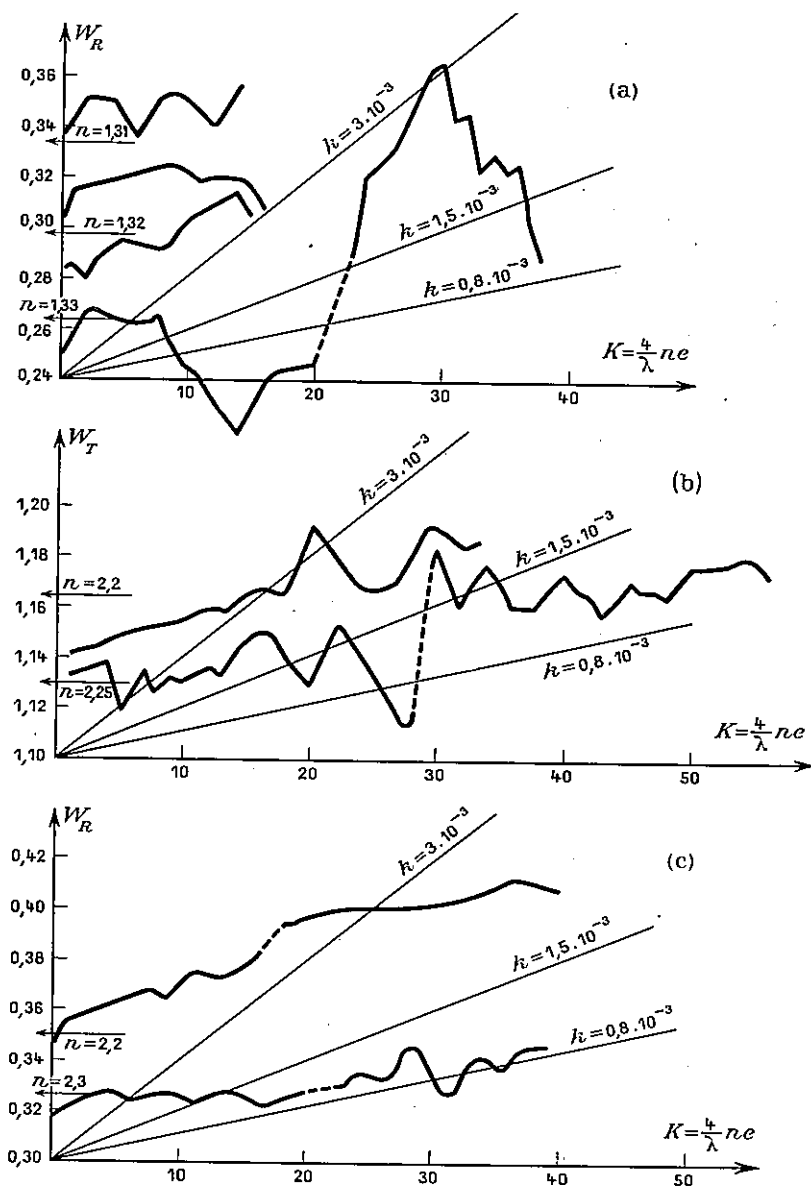 W_R
(a)
0,36
0,34
0,32
0,30
0,28
0,26
0,24
n=1,31
n=1,32
n=1,33
k=3.10⁻³
k=1,5.10⁻³
k=0,8.10⁻³
K=4/λ ne
10
20
30
40
W_T
(b)
1,20
1,18
1,16
1,14
1,12
1,10
n=2,2
n=2,25
k=3.10⁻³
k=1,5.10⁻³
k=0,8.10⁻³
K=4/λ ne
10
20
30
40
50
W_R
(c)
0,42
0,40
0,38
0,36
0,34
0,32
0,30
n=2,2
n=2,3
k=3.10⁻³
k=1,5.10⁻³
k=0,8.10⁻³
K=4/λ ne
10
20
30
40
50